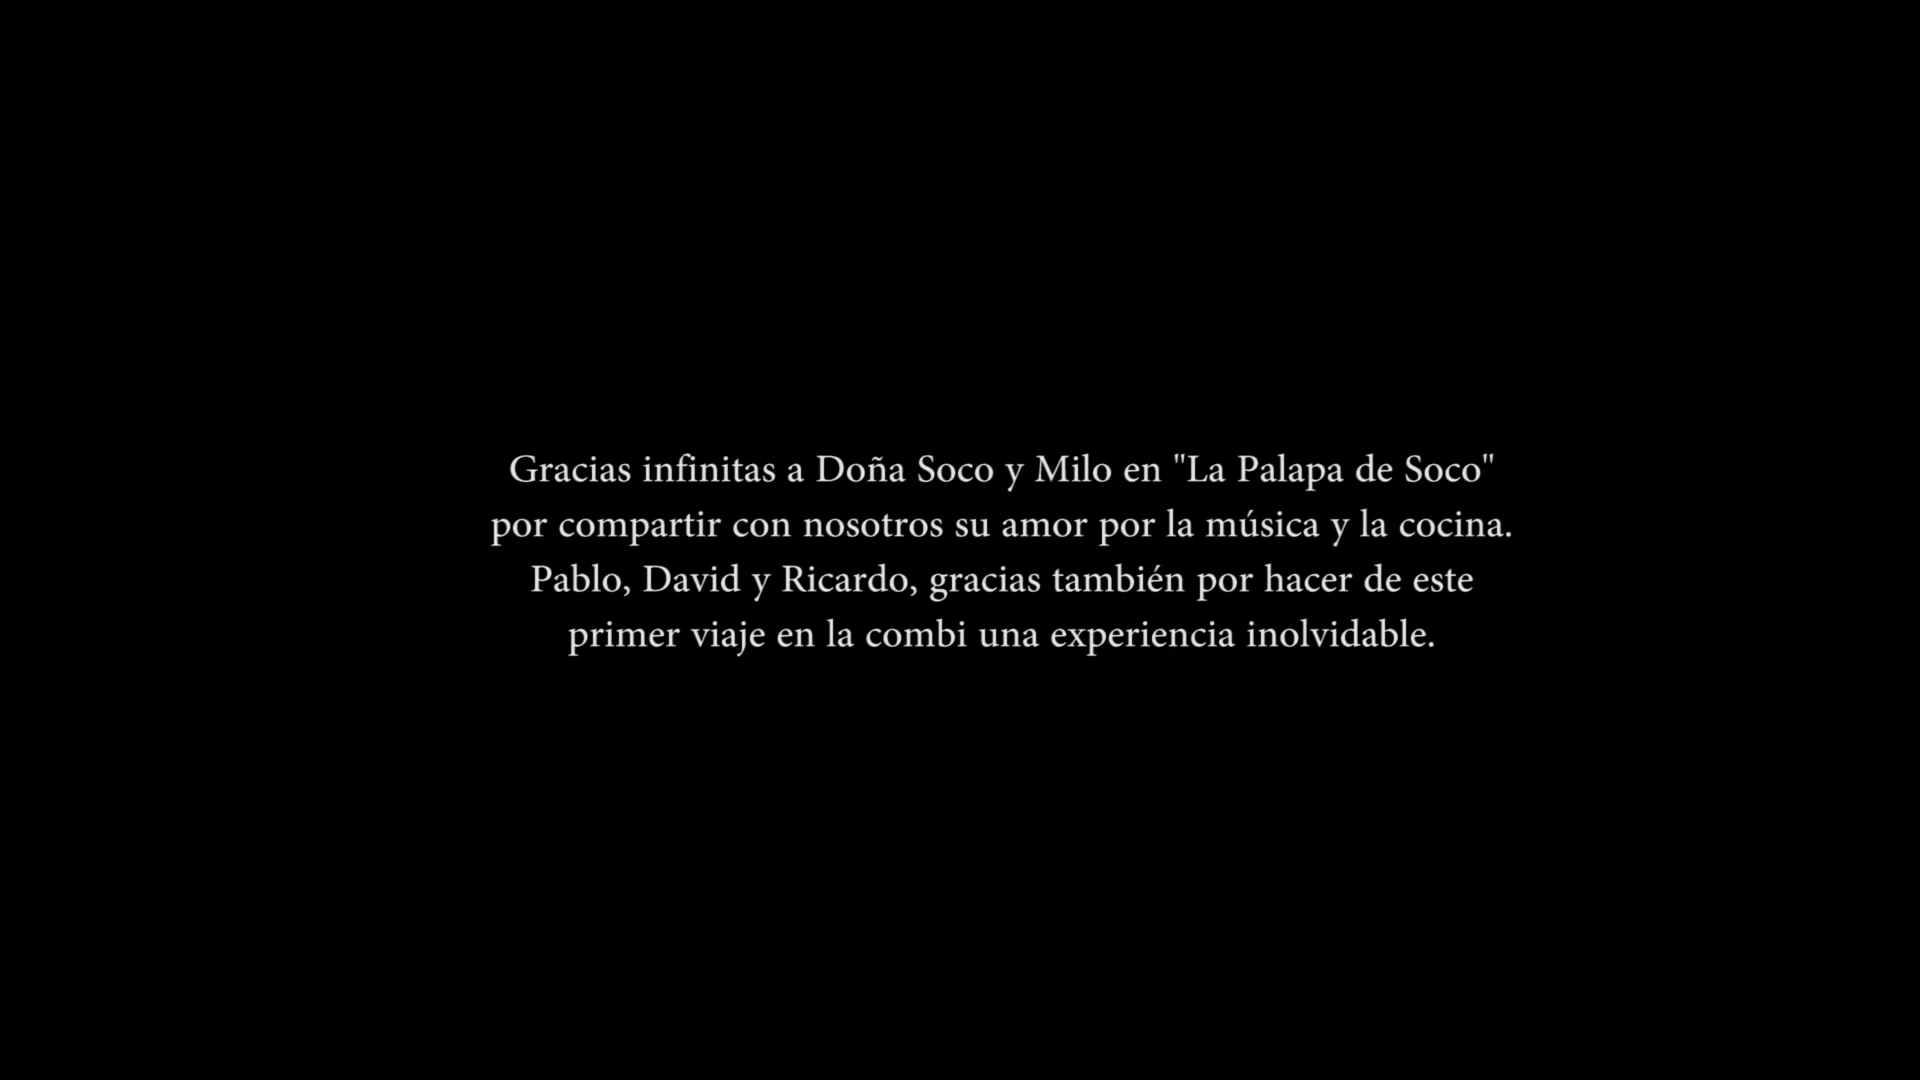 Gracias infinitas a Doña Soco y Milo en "La Palapa de Soco"
por compartir con nosotros su amor por la música y la cocina.
Pablo, David y Ricardo, gracias también por hacer de este
primer viaje en la combi una experiencia inolvidable.